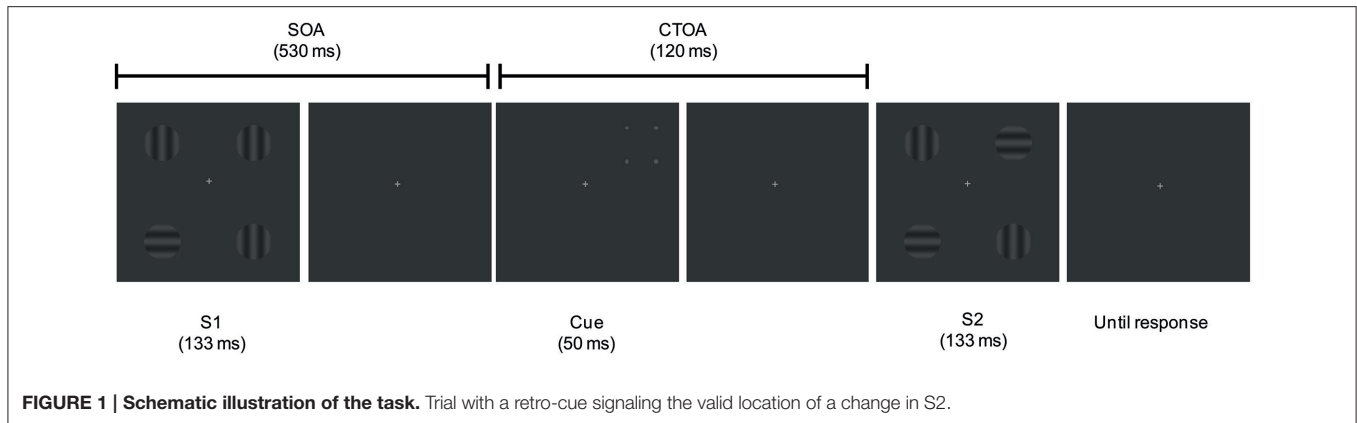 SOA
(530 ms)
CTOA
(120 ms)
S1
(133 ms)
Cue
(50 ms)
S2
(133 ms)
Until response
FIGURE 1 | Schematic illustration of the task. Trial with a retro-cue signaling the valid location of a change in S2.